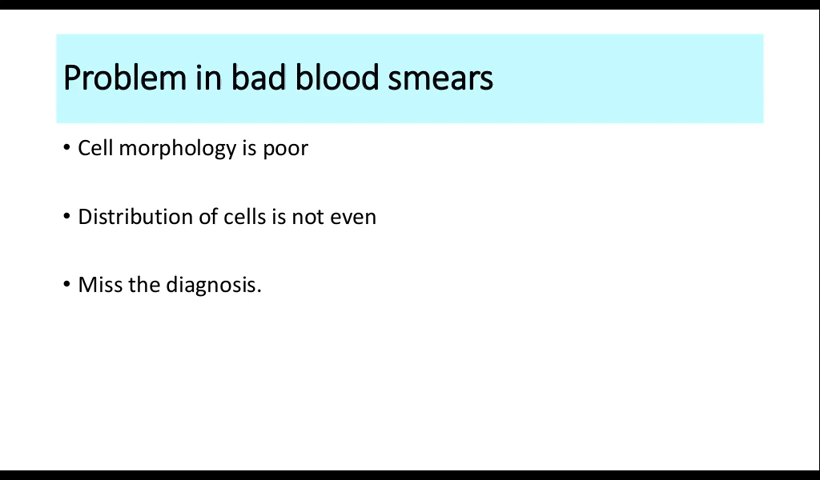 Problem in bad blood smears
• Cell morphology is poor
• Distribution of cells is not even
• Miss the diagnosis.